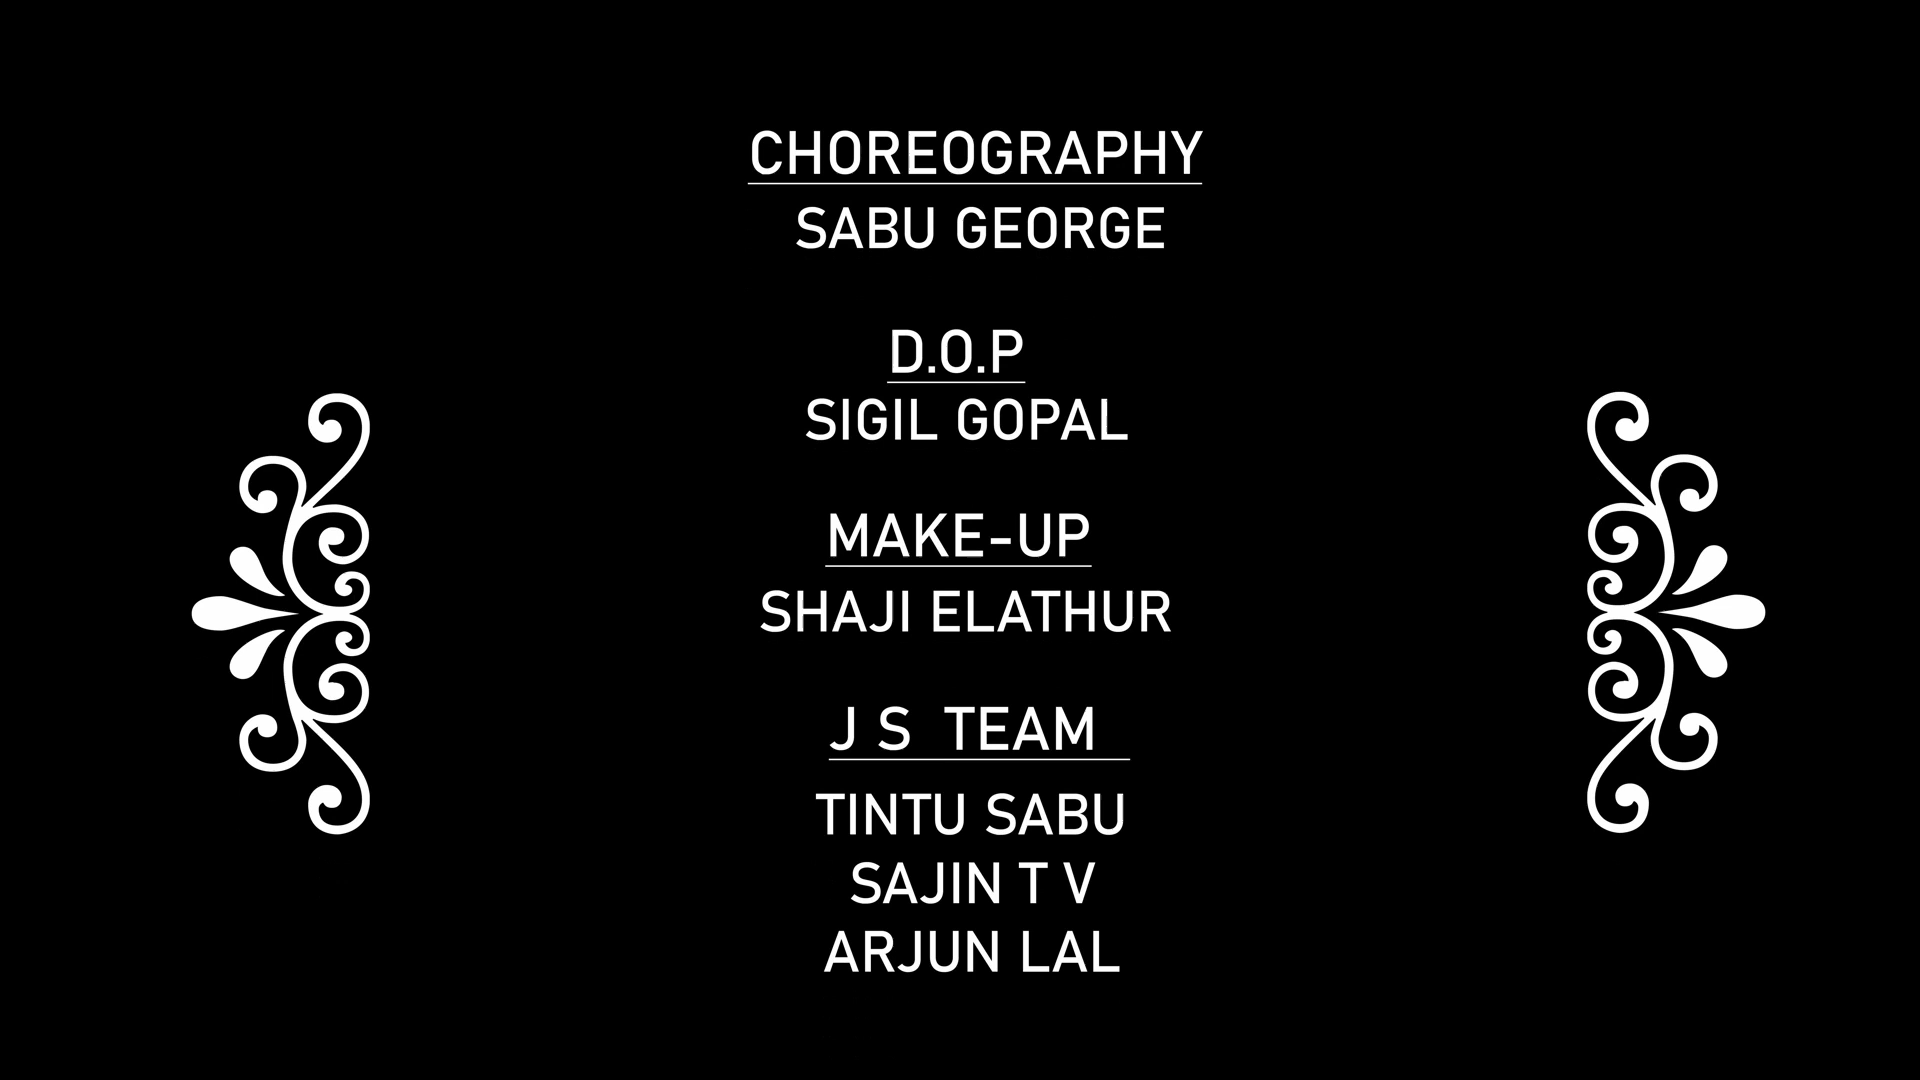 CHOREOGRAPHY
SABU GEORGE
D.O.P
SIGIL GOPAL
MAKE-UP
SHAJI ELATHUR
J S TEAM
TINTU SABU
SAJIN T V
ARJUN LAL